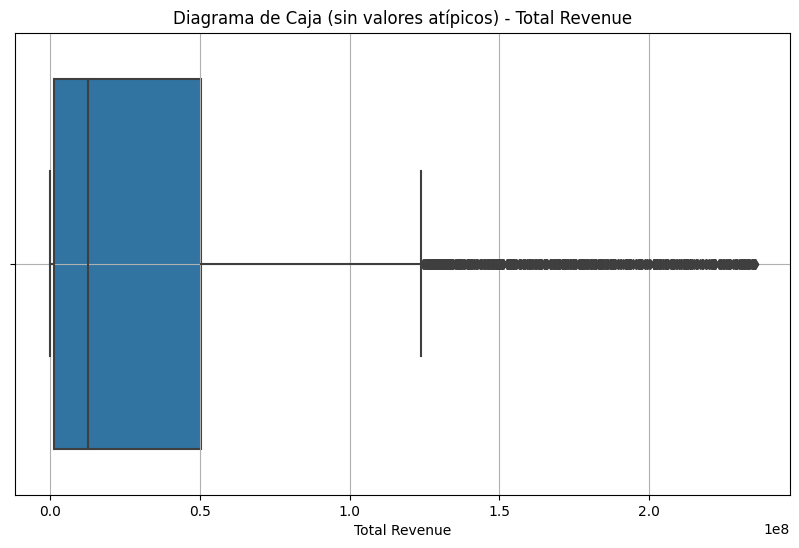 Diagrama de Caja (sin valores atípicos) - Total Revenue
0.0 0.5 1.0 1.5 2.0
Total Revenue
1e8